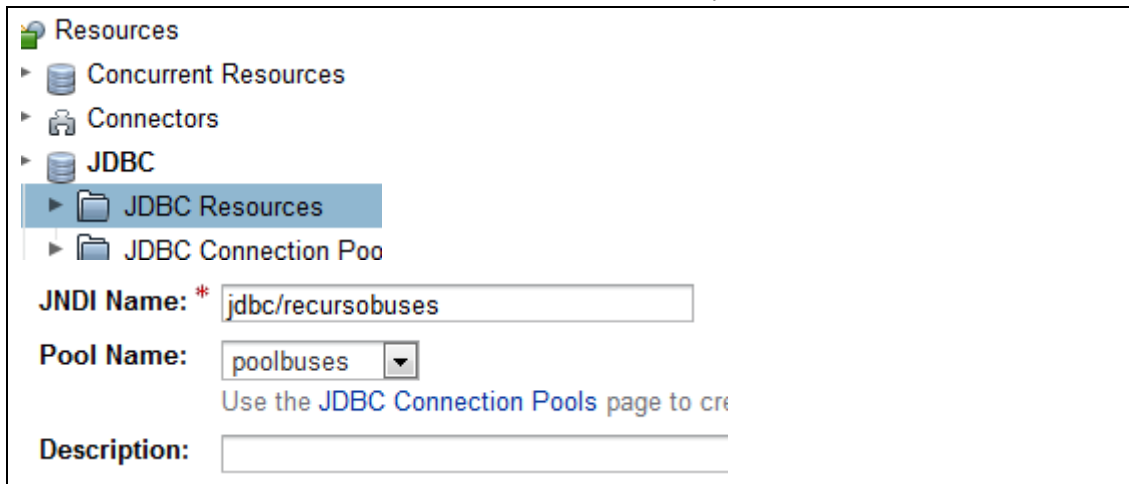 Resources
Concurrent Resources
Connectors
JDBC
JDBC Resources
JDBC Connection Poo
JNDI Name: * jdbc/recursobuses
Pool Name: poolbuses
Use the JDBC Connection Pools page to cre
Description: